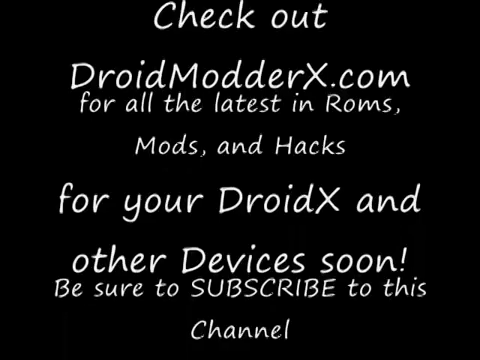 Check out
DroidModderX.com
for all the latest in Roms,
Mods, and Hacks
for your DroidX and
other Devices soon!
Be sure to SUBSCRIBE to this
Channel